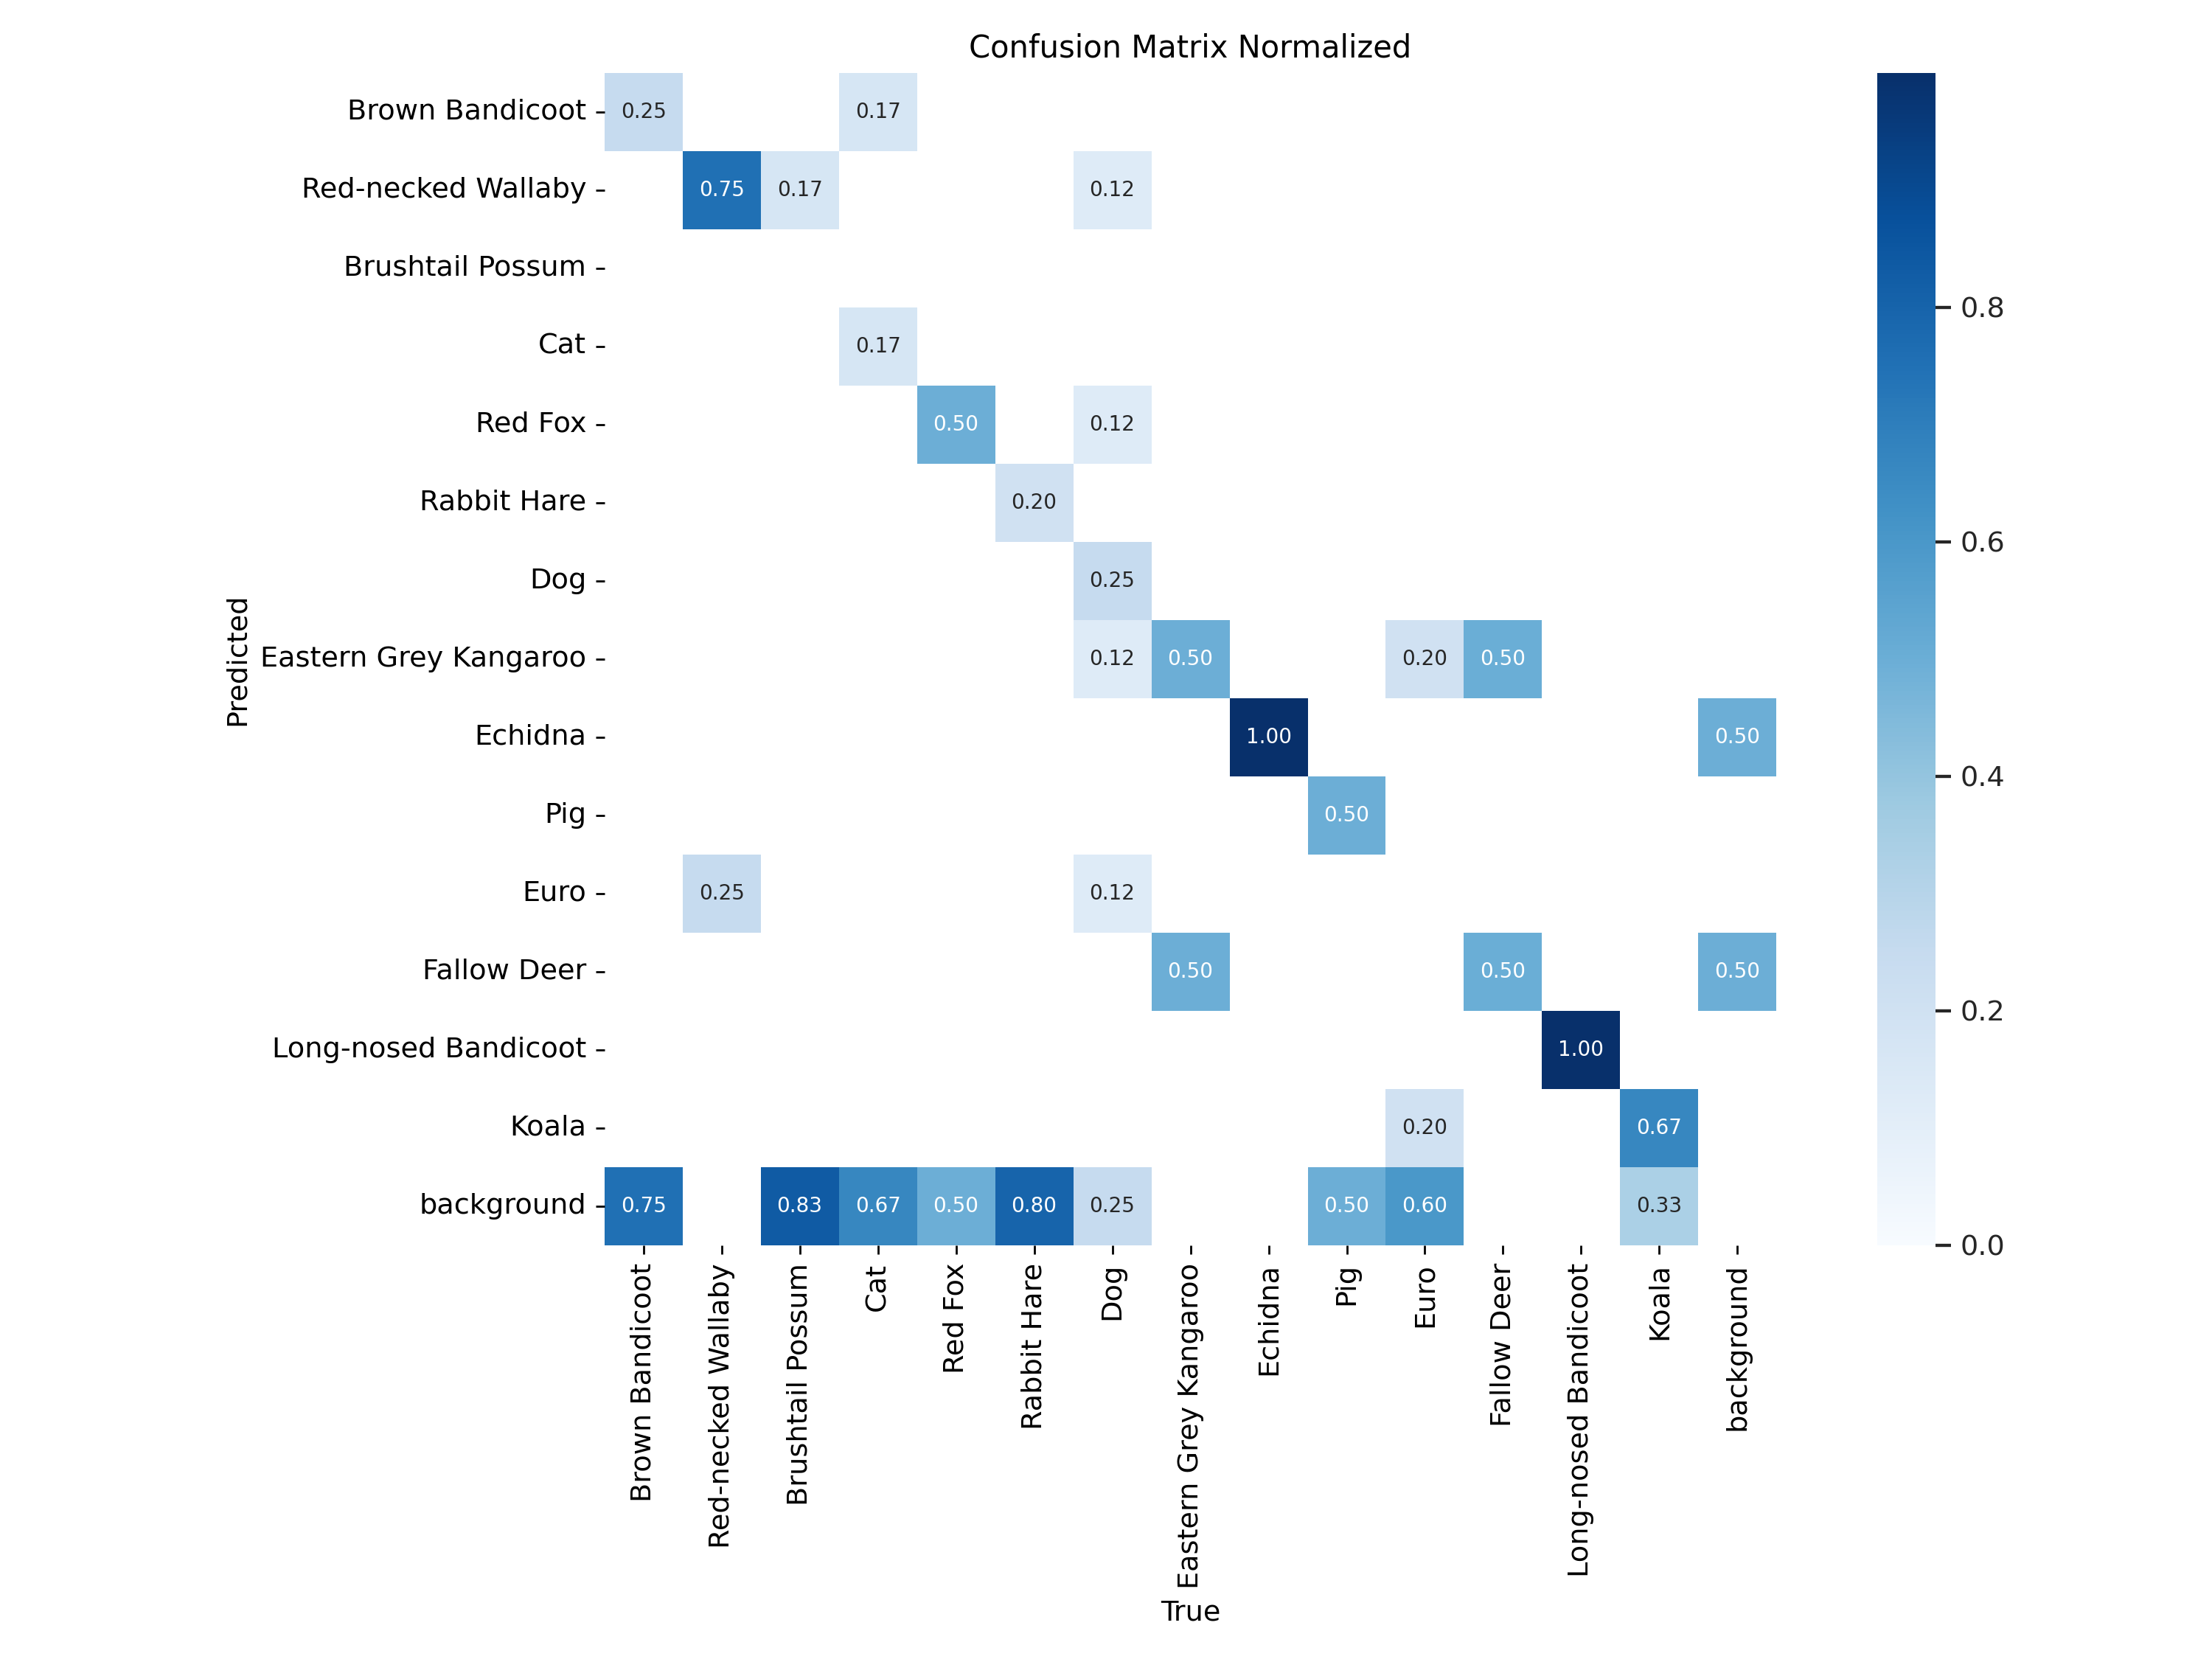 Confusion Matrix Normalized
Brown Bandicoot
0.25
0.17
Red-necked Wallaby
0.75
0.17
0.12
Brushtail Possum
Cat
0.17
Red Fox
0.50
0.12
Rabbit Hare
0.20
Dog
0.25
Eastern Grey Kangaroo
0.12
0.50
0.20
0.50
Echidna
1.00
0.50
Pig
0.50
Euro
0.25
0.12
Fallow Deer
0.50
0.50
0.50
Long-nosed Bandicoot
1.00
Koala
0.20
0.67
background
0.75
0.83
0.67
0.50
0.80
0.25
0.50
0.60
0.33
Predicted
Brown Bandicoot
Red-necked Wallaby
Brushtail Possum
Cat
Red Fox
Rabbit Hare
Dog
Eastern Grey Kangaroo
Echidna
Pig
Euro
Fallow Deer
Long-nosed Bandicoot
Koala
background
True
0.8
0.6
0.4
0.2
0.0